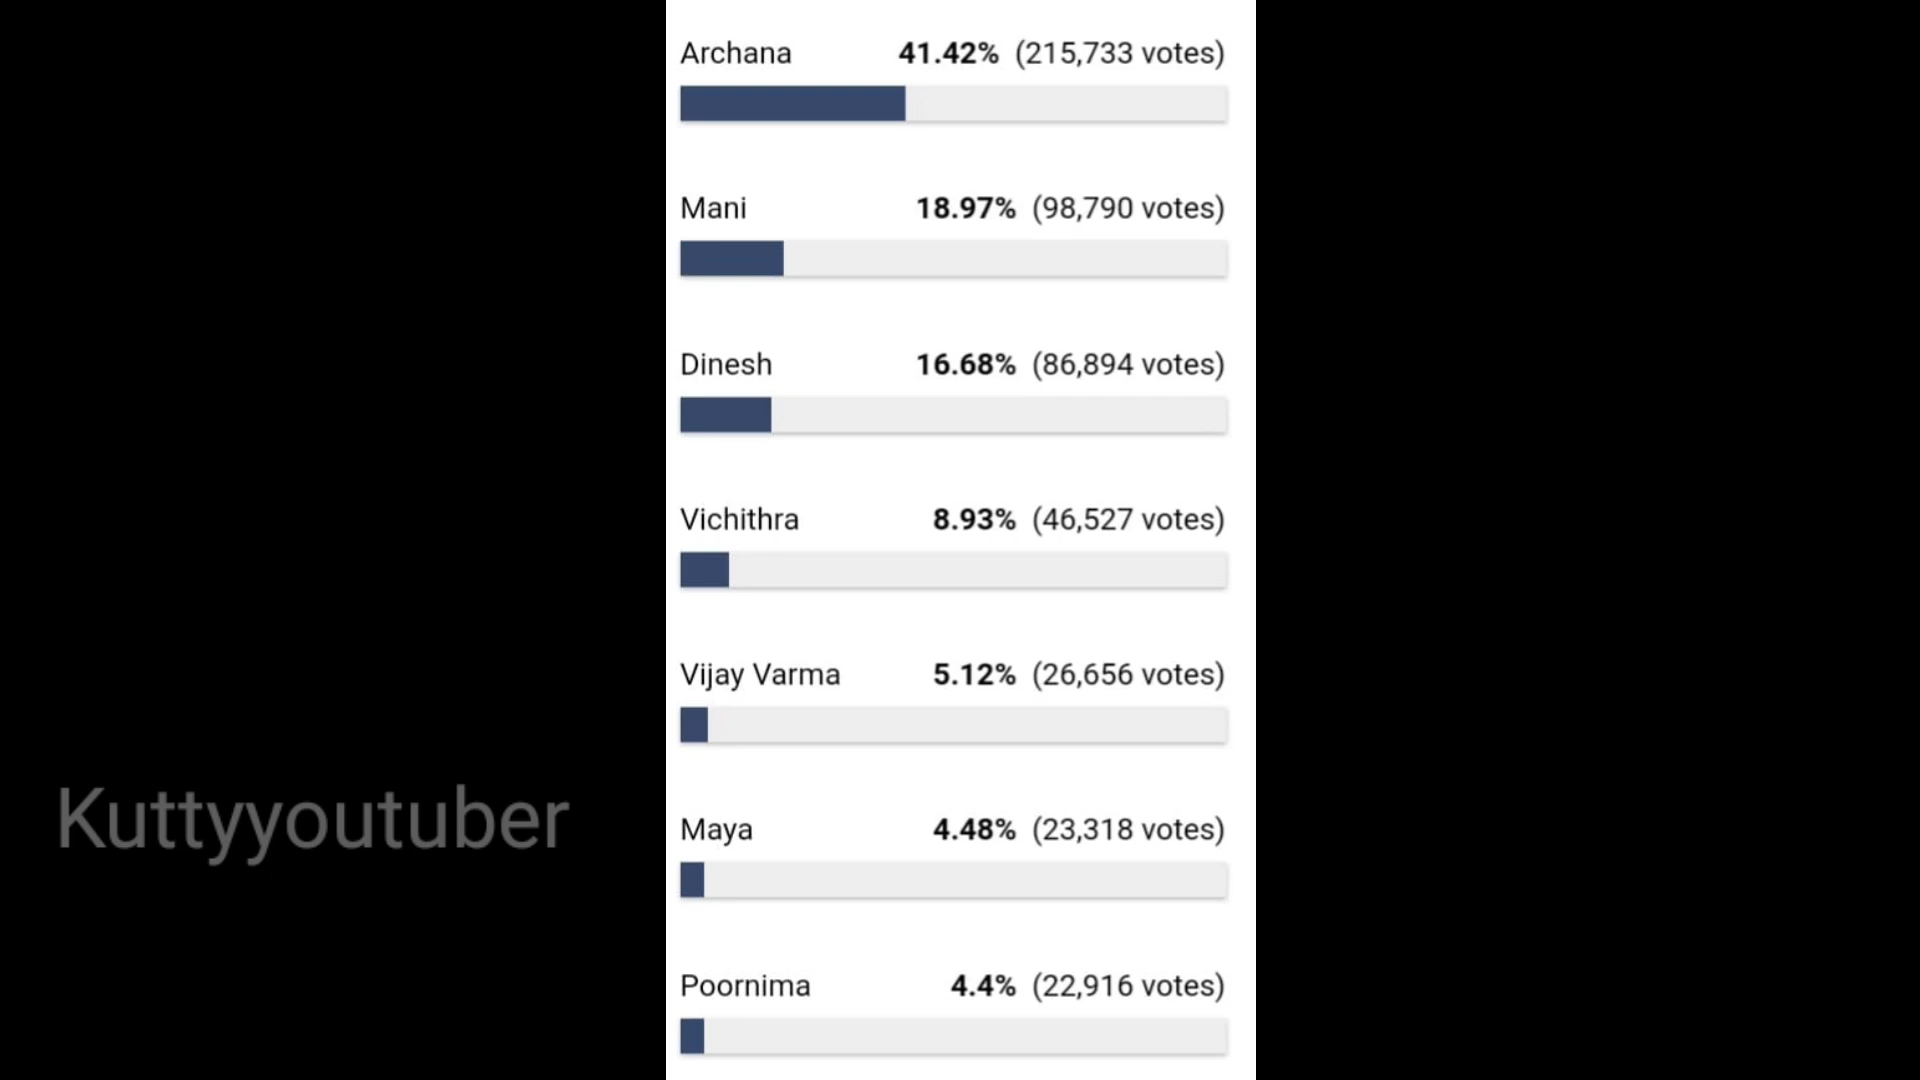 Archana 41.42% (215,733 votes)
Mani 18.97% (98,790 votes)
Dinesh 16.68% (86,894 votes)
Vichithra 8.93% (46,527 votes)
Vijay Varma 5.12% (26,656 votes)
Maya 4.48% (23,318 votes)
Poornima 4.4% (22,916 votes)
Kuttyyoutuber